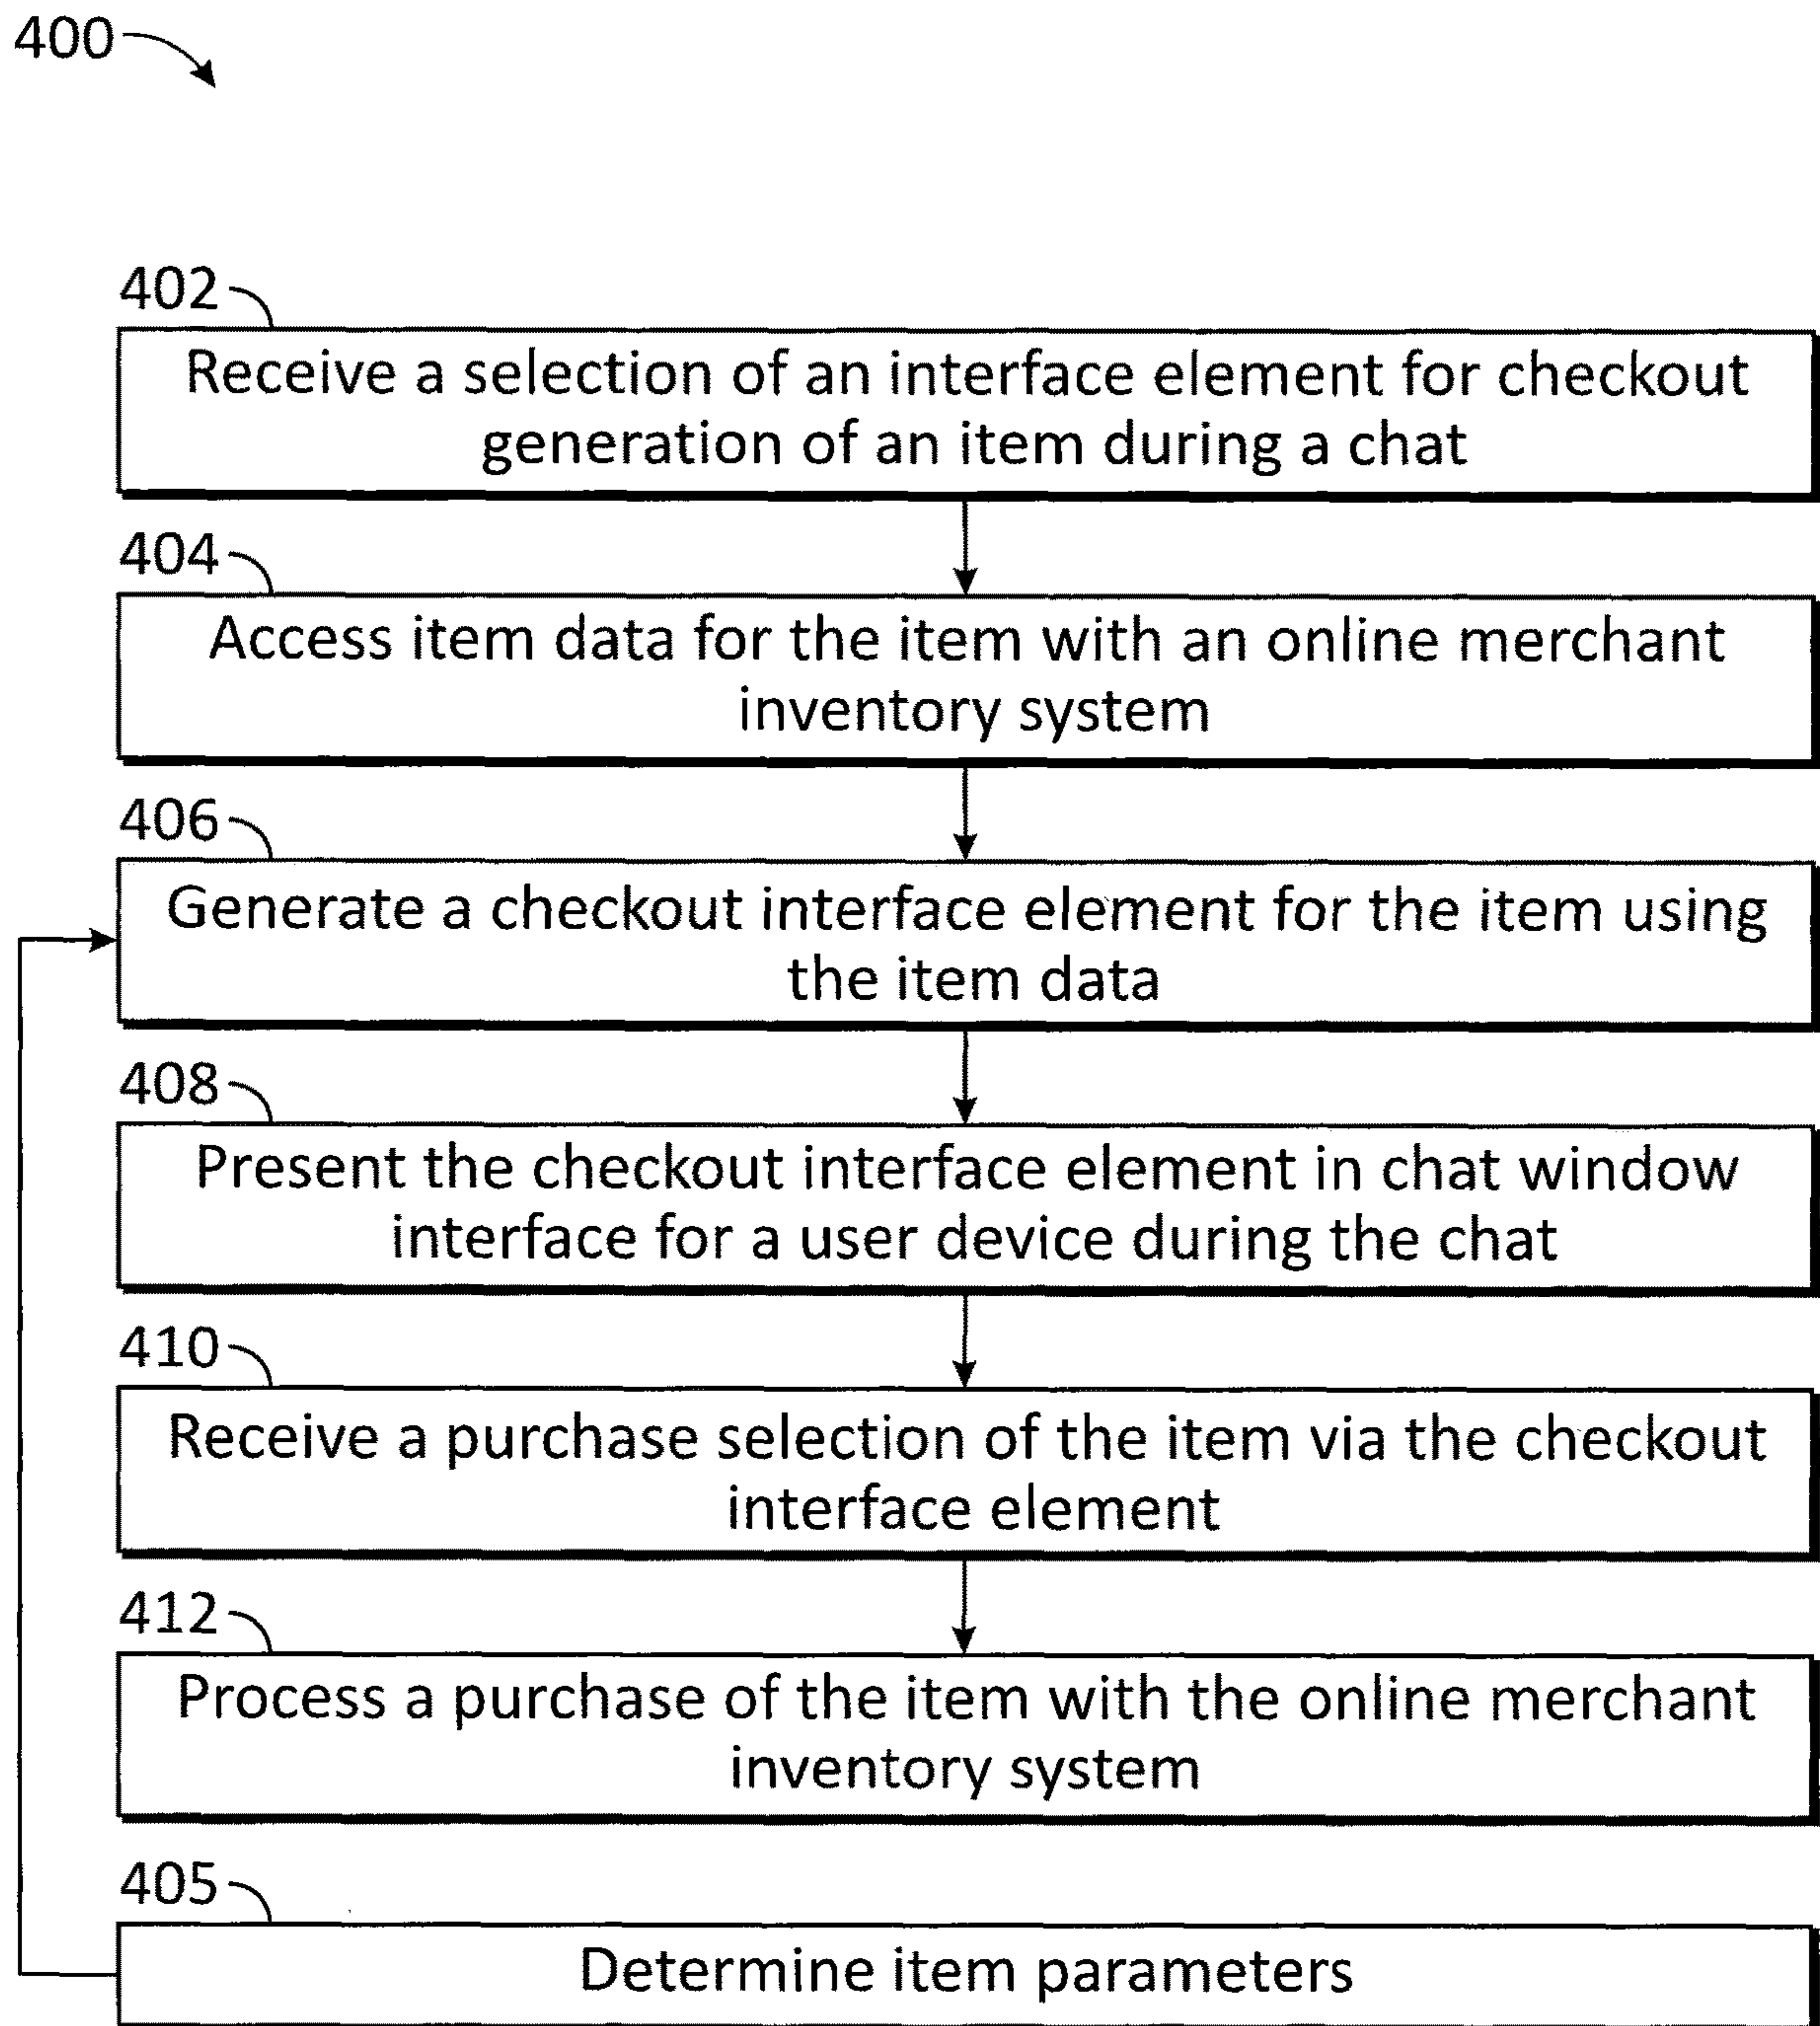 400
402
Receive a selection of an interface element for checkout
generation of an item during a chat
404
Access item data for the item with an online merchant
inventory system
406
Generate a checkout interface element for the item using
the item data
408
Present the checkout interface element in chat window
interface for a user device during the chat
410
Receive a purchase selection of the item via the checkout
interface element
412
Process a purchase of the item with the online merchant
inventory system
405
Determine item parameters